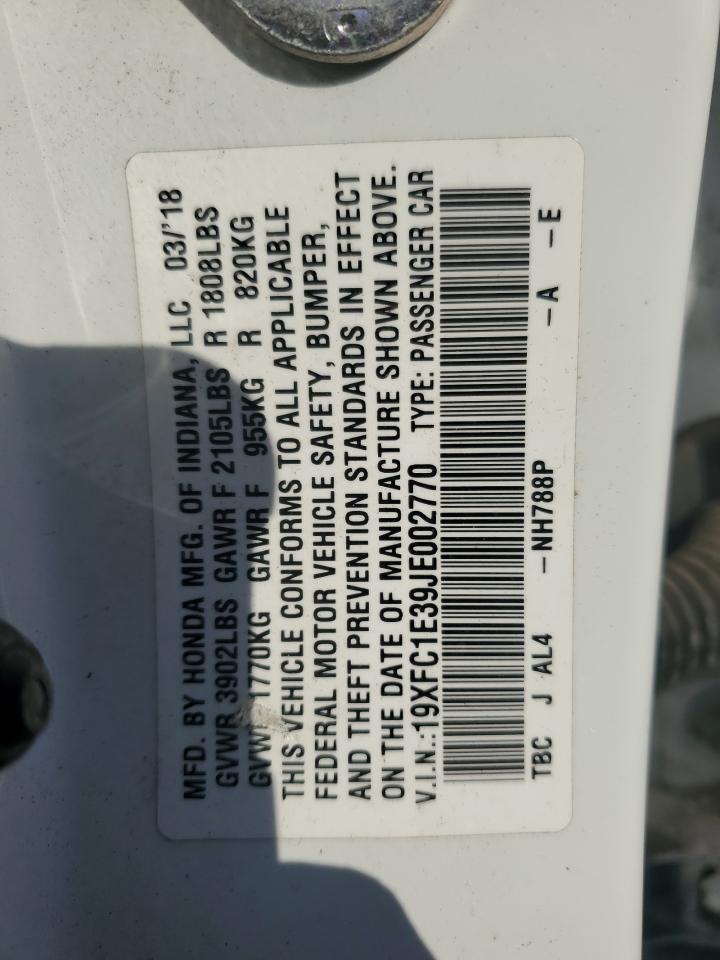 MFD. BY HONDA MFG. OF INDIANA, LLC 03/'18
GVWR 3902LBS GAWR F 2105LBS R 1808LBS
GVWR 1770KG GAWR F 955KG R 820KG
THIS VEHICLE CONFORMS TO ALL APPLICABLE
FEDERAL MOTOR VEHICLE SAFETY, BUMPER,
AND THEFT PREVENTION STANDARDS IN EFFECT
ON THE DATE OF MANUFACTURE SHOWN ABOVE.
V.I.N.:19XFC1E39JE002770 TYPE: PASSENGER CAR
TBC J AL4 -NH788P -A -E